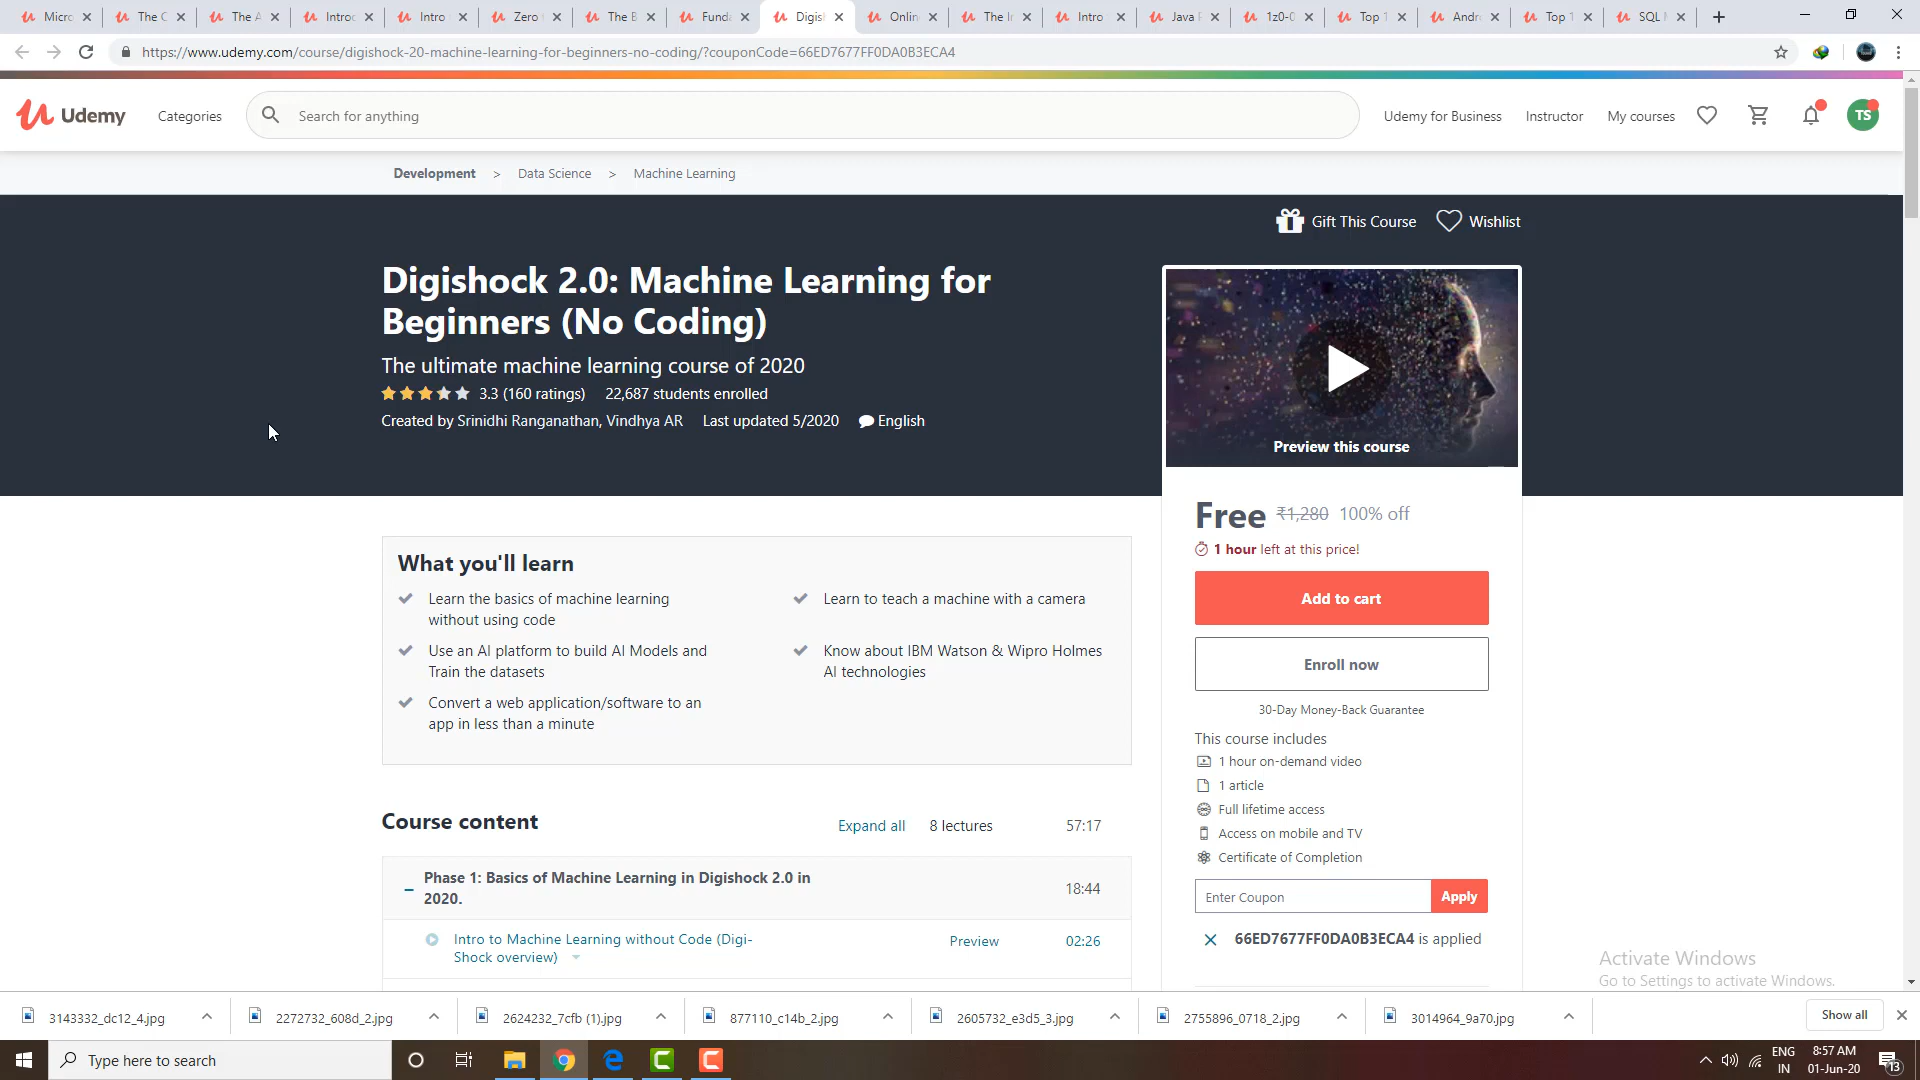 Micro
The C
The A
Introd
Intro
Zero
The B
Funda
Digish
Onlin
The In
Intro
Java P
1z0-0
Top 1
Andro
Top 1
SQL
https://www.udemy.com/course/digishock-20-machine-learning-for-beginners-no-coding/?couponCode=66ED7677FF0DA0B3ECA4
Udemy
Categories
Search for anything
Udemy for Business
Instructor
My courses
TS
Development > Data Science > Machine Learning
Gift This Course
Wishlist
Digishock 2.0: Machine Learning for
Beginners (No Coding)
The ultimate machine learning course of 2020
3.3 (160 ratings) 22,687 students enrolled
Created by Srinidhi Ranganathan, Vindhya AR Last updated 5/2020 English
Preview this course
Free ₹1,280 100% off
1 hour left at this price!
Add to cart
Enroll now
30-Day Money-Back Guarantee
This course includes
1 hour on-demand video
1 article
Full lifetime access
Access on mobile and TV
Certificate of Completion
Enter Coupon
Apply
66ED7677FF0DA0B3ECA4 is applied
What you'll learn
Learn the basics of machine learning
without using code
Learn to teach a machine with a camera
Use an AI platform to build AI Models and
Train the datasets
Know about IBM Watson & Wipro Holmes
AI technologies
Convert a web application/software to an
app in less than a minute
Course content
Expand all
8 lectures
57:17
Phase 1: Basics of Machine Learning in Digishock 2.0 in
2020.
18:44
Intro to Machine Learning without Code (Digi-
Shock overview)
Preview
02:26
Activate Windows
Go to Settings to activate Windows.
3143332_dc12_4.jpg
2272732_608d_2.jpg
2624232_7cfb (1).jpg
877110_c14b_2.jpg
2605732_e3d5_3.jpg
2755896_0718_2.jpg
3014964_9a70.jpg
Show all
Type here to search
ENG
IN
8:57 AM
01-Jun-20
13